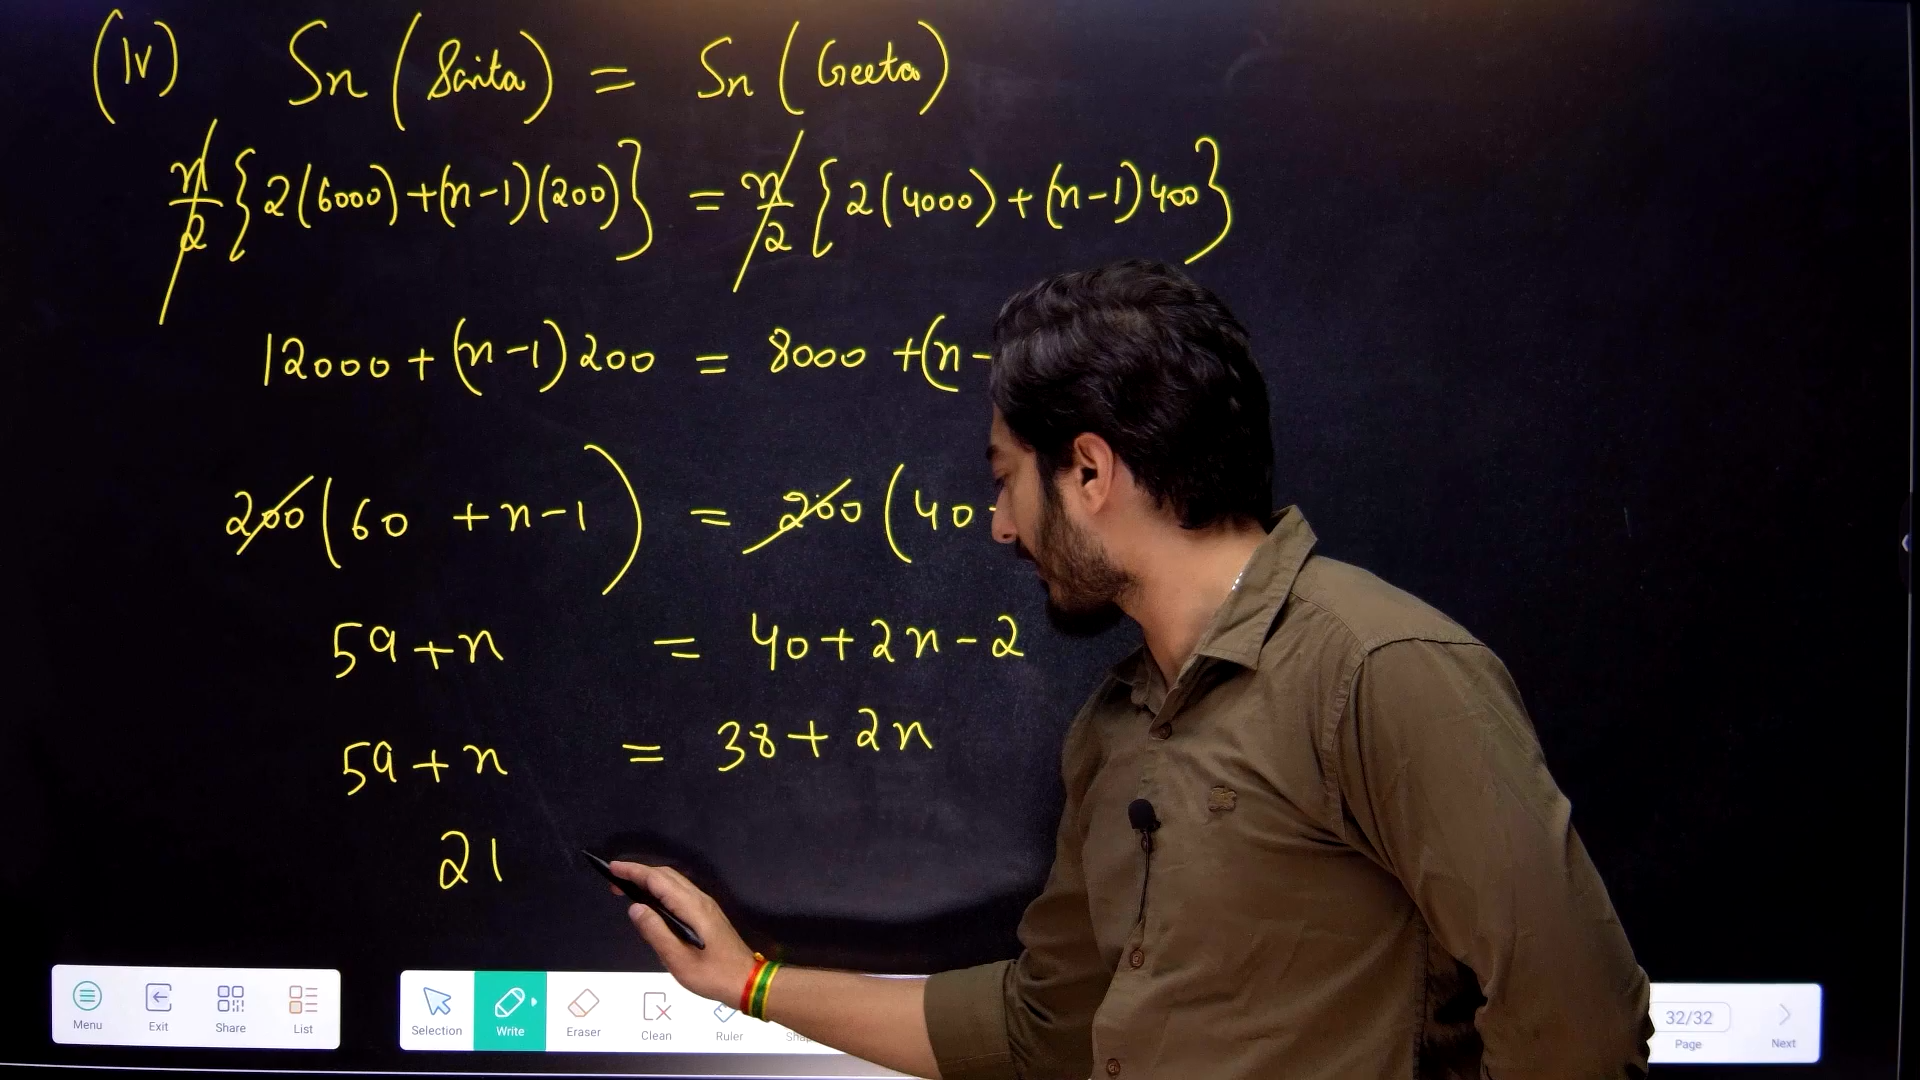 (iv) Sn (Sarita) = Sn (Geeta)
n/2 {2(6000)+(n-1)(200)} = n/2 {2(4000)+(n-1)400}
12000+(n-1)200 = 8000 +(n-
200(60 +n-1) = 200(40
59+n = 40+2n-2
59+n = 38+2n
21
Menu Exit Share List Selection Write Eraser Clean Ruler 32/32 Page Next